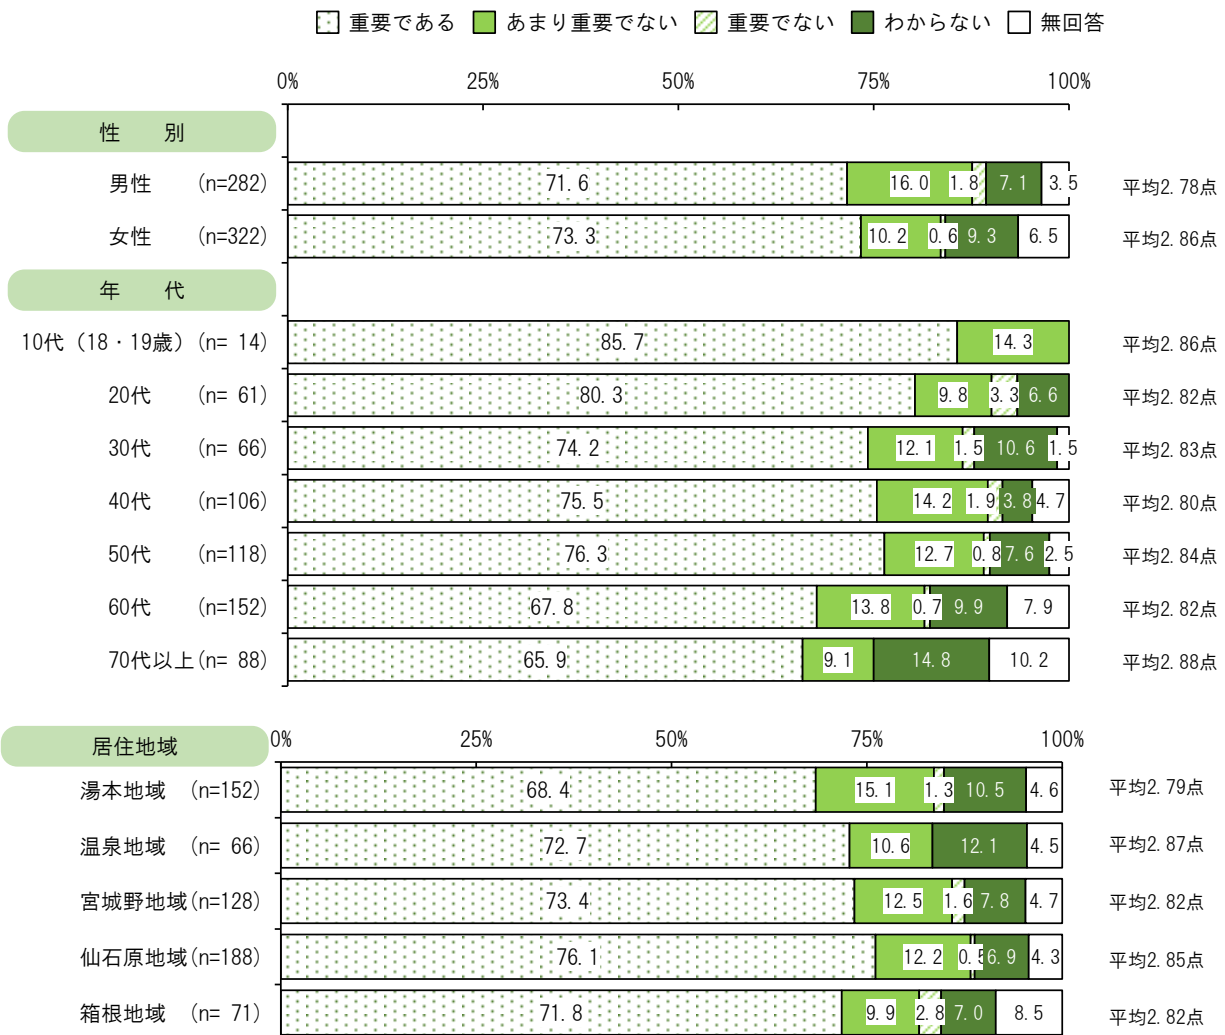 重要である あまり重要でない 重要でない わからない 無回答
0% 25% 50% 75% 100%
性 別
男性 (n=282) 71.6 16.0 1.8 7.1 3.5 平均2.78点
女性 (n=322) 73.3 10.2 0.6 9.3 6.5 平均2.86点
年 代
10代（18・19歳）(n= 14) 85.7 14.3 平均2.86点
20代 (n= 61) 80.3 9.8 3.3 6.6 平均2.82点
30代 (n= 66) 74.2 12.1 1.5 10.6 1.5 平均2.83点
40代 (n=106) 75.5 14.2 1.9 3.8 4.7 平均2.80点
50代 (n=118) 76.3 12.7 0.8 7.6 2.5 平均2.84点
60代 (n=152) 67.8 13.8 0.7 9.9 7.9 平均2.82点
70代以上(n= 88) 65.9 9.1 14.8 10.2 平均2.88点
居住地域 0% 25% 50% 75% 100%
湯本地域 (n=152) 68.4 15.1 1.3 10.5 4.6 平均2.79点
温泉地域 (n= 66) 72.7 10.6 12.1 4.5 平均2.87点
宮城野地域(n=128) 73.4 12.5 1.6 7.8 4.7 平均2.82点
仙石原地域(n=188) 76.1 12.2 0.5 6.9 4.3 平均2.85点
箱根地域 (n= 71) 71.8 9.9 2.8 7.0 8.5 平均2.82点